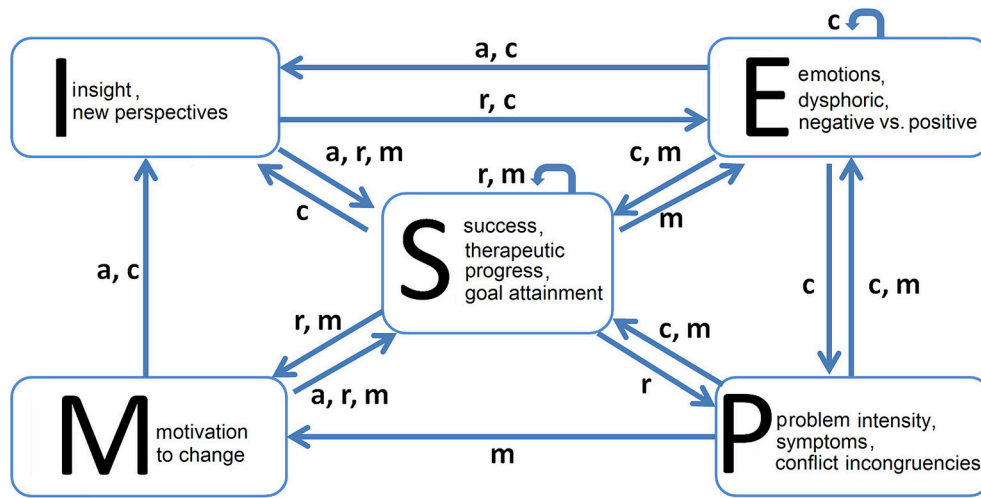 c
a, c
I
insight,
new perspectives
E
emotions,
dysphoric,
negative vs. positive
r, c
a, r, m
c
r, m
c, m
m
S
success,
therapeutic
progress,
goal attainment
a, c
c
c, m
r, m
a, r, m
c, m
r
M
motivation
to change
m
P
problem intensity,
symptoms,
conflict incongruencies